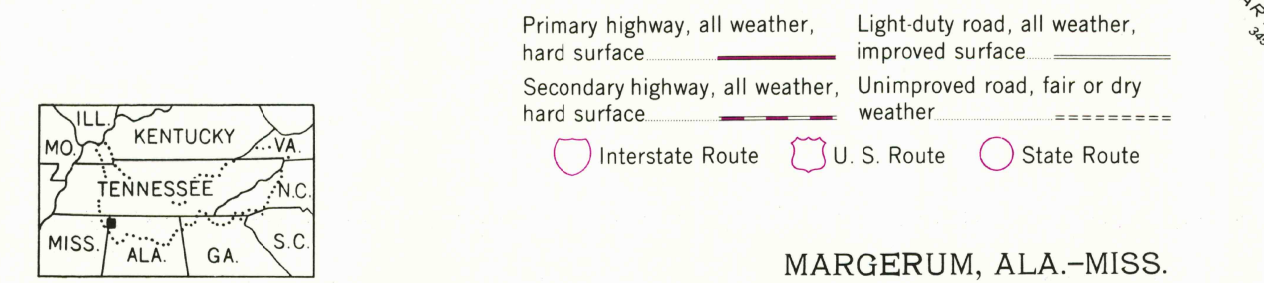 Primary highway, all weather,
hard surface
Light-duty road, all weather,
improved surface
Secondary highway, all weather,
hard surface
Unimproved road, fair or dry
weather
Interstate Route
U. S. Route
State Route
ILL.
MO.
KENTUCKY
VA.
TENNESSEE
N.C.
MISS.
ALA.
GA.
S.C.
MARGERUM, ALA.–MISS.